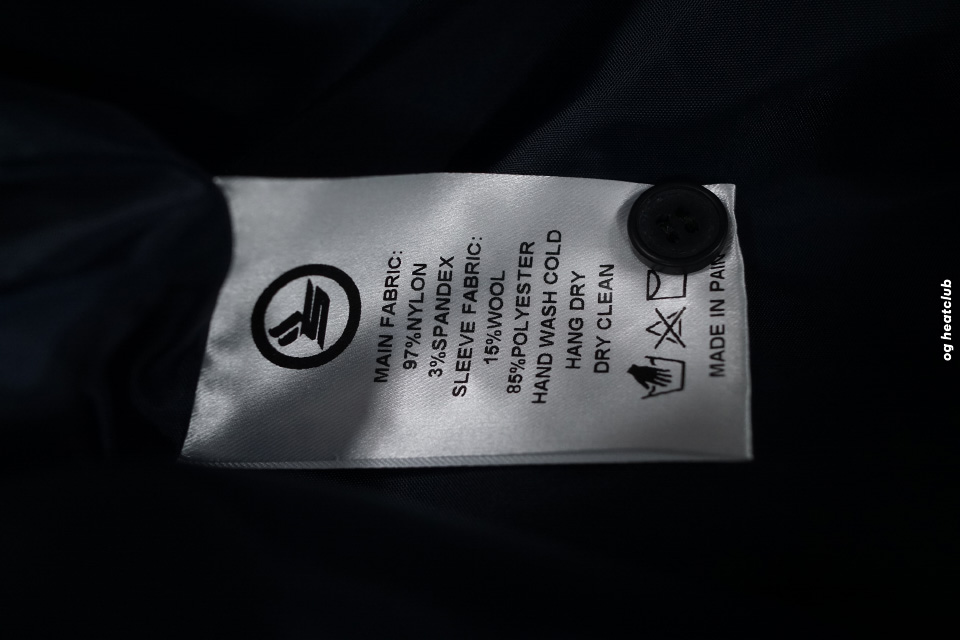 MAIN FABRIC:
97%NYLON
3%SPANDEX
SLEEVE FABRIC:
15%WOOL
85%POLYESTER
HAND WASH COLD
HANG DRY
DRY CLEAN
MADE IN PAIN
og heatclub